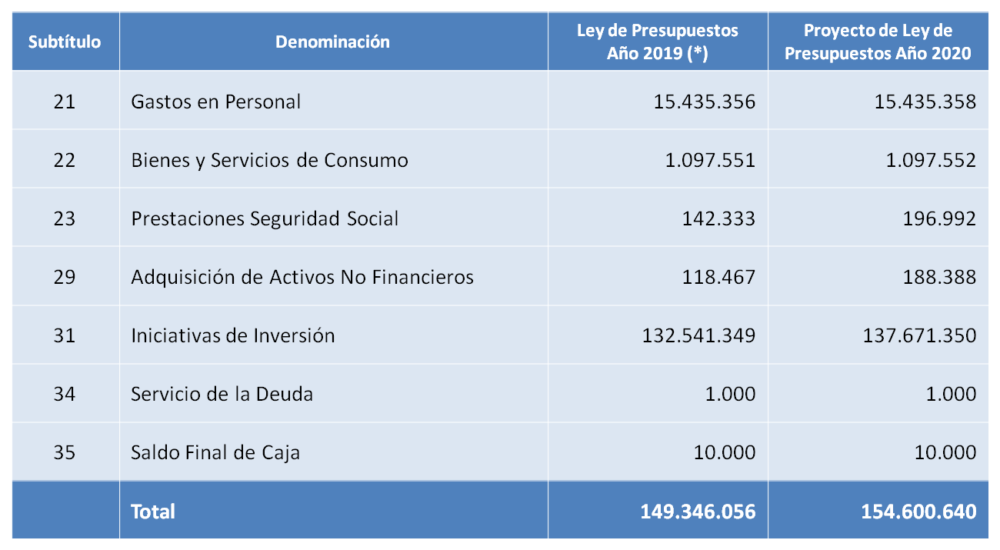 Subtítulo Denominación Ley de Presupuestos Año 2019 (*) Proyecto de Ley de Presupuestos Año 2020
21 Gastos en Personal 15.435.356 15.435.358
22 Bienes y Servicios de Consumo 1.097.551 1.097.552
23 Prestaciones Seguridad Social 142.333 196.992
29 Adquisición de Activos No Financieros 118.467 188.388
31 Iniciativas de Inversión 132.541.349 137.671.350
34 Servicio de la Deuda 1.000 1.000
35 Saldo Final de Caja 10.000 10.000
Total 149.346.056 154.600.640